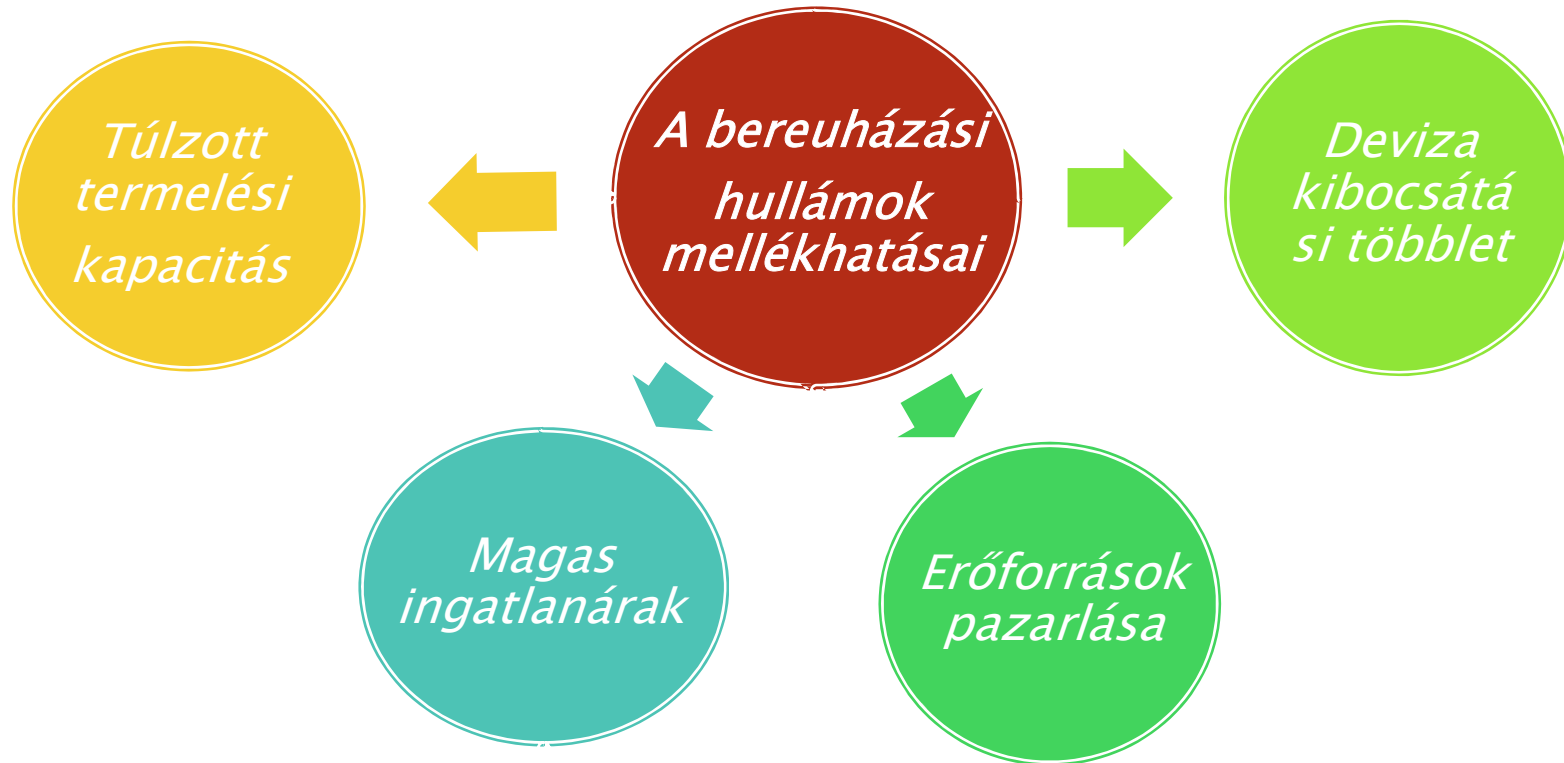 A bereuházási
hullámok
mellékhatásai
Túlzott
termelési
kapacitás
Deviza
kibocsátá
si többlet
Magas
ingatlanárak
Erőforrások
pazarlása